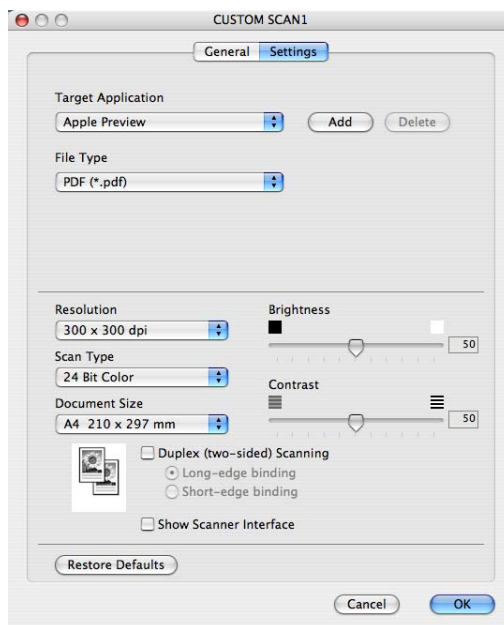 CUSTOM SCAN1
General Settings
Target Application
Apple Preview Add Delete
File Type
PDF (*.pdf)
Resolution
300 x 300 dpi
Scan Type
24 Bit Color
Document Size
A4 210 x 297 mm
Brightness
50
Contrast
50
Duplex (two-sided) Scanning
Long-edge binding
Short-edge binding
Show Scanner Interface
Restore Defaults
Cancel OK